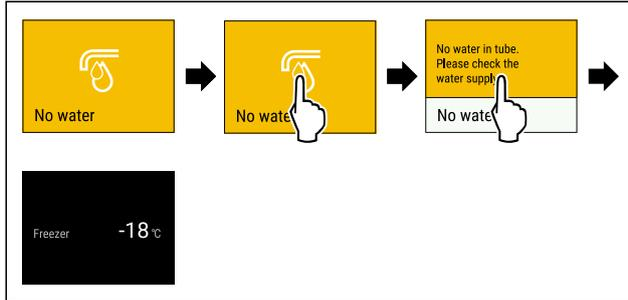 No water
No wate
No water in tube.
Please check the
water supply
No wate
Freezer -18 °C